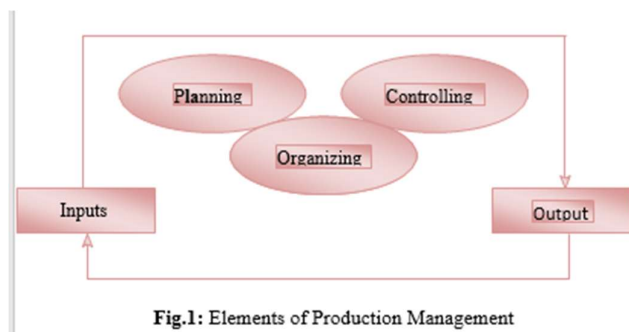 Planning
Controlling
Organizing
Inputs
Output
Fig.1: Elements of Production Management